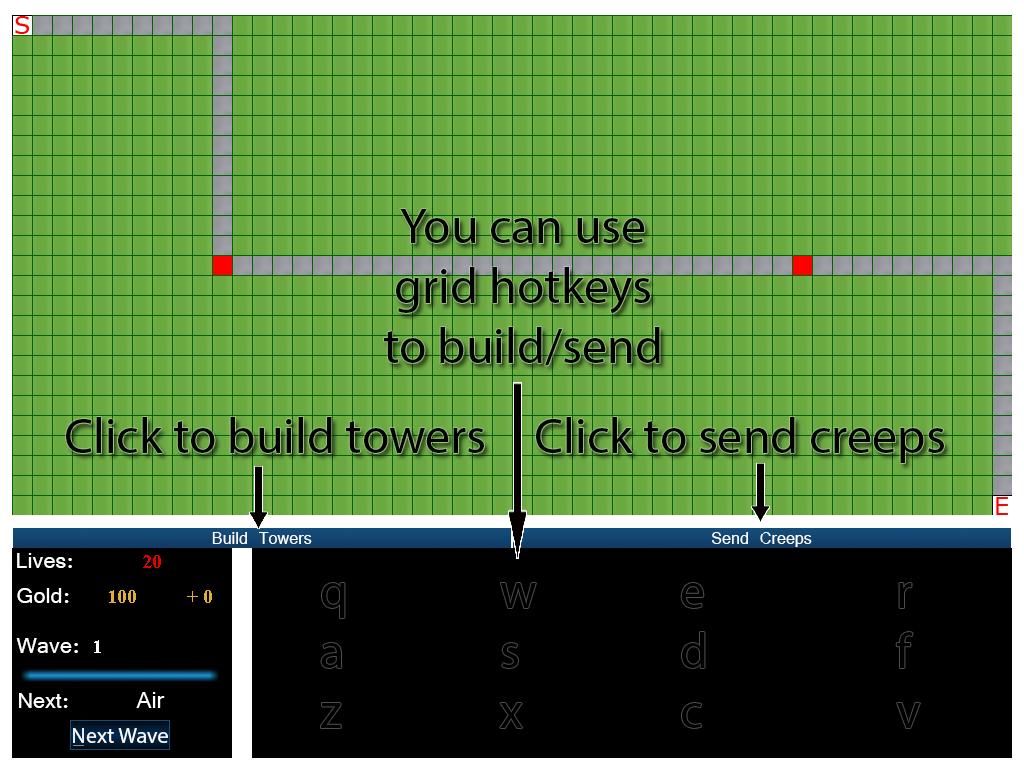 S
You can use
grid hotkeys
to build/send
Click to build towers
Click to send creeps
E
Build Towers
Send Creeps
Lives: 20
Gold: 100 + 0
Wave: 1
Next: Air
Next Wave
q w e r
a s d f
z x c v